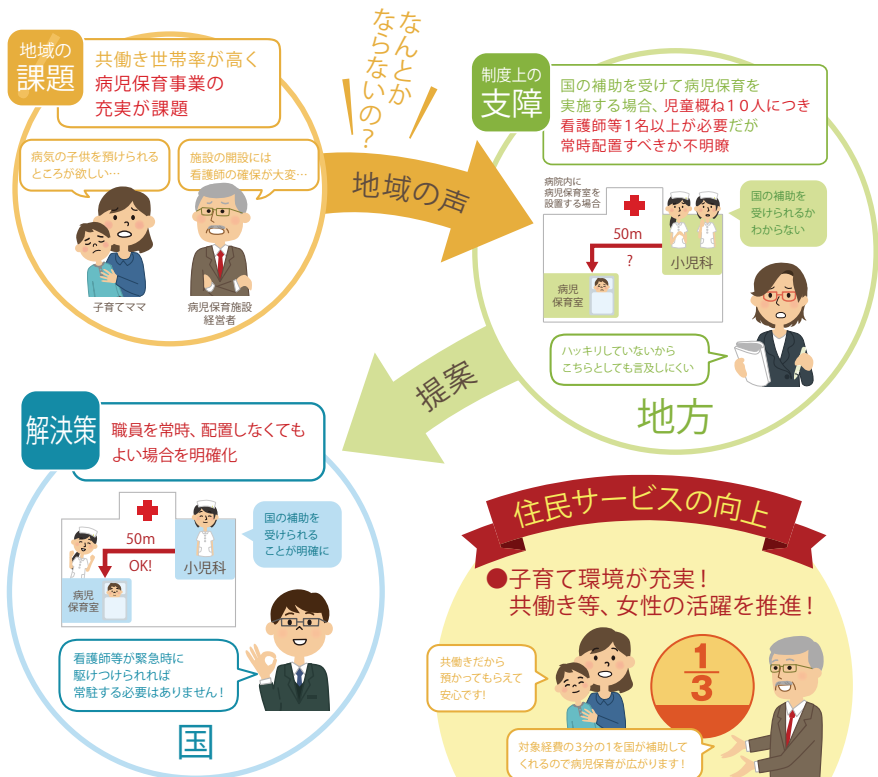 地域の
課題
共働き世帯率が高く
病児保育事業の
充実が課題
病気の子供を預けられる
ところが欲しい…
施設の開設には
看護師の確保が大変…
子育てママ
病児保育施設
経営者
なんとか
ならないの?
地域の声
制度上の
支障
国の補助を受けて病児保育を
実施する場合、児童概ね10人につき
看護師等1名以上が必要だが
常時配置すべきか不明瞭
病院内に
病児保育室を
設置する場合
50m
?
小児科
病児
保育室
国の補助を
受けられるか
わからない
ハッキリしていないから
こちらとしても言及しにくい
地方
提案
解決策
職員を常時、配置しなくても
よい場合を明確化
50m
OK!
小児科
病児
保育室
国の補助を
受けられる
ことが明確に
看護師等が緊急時に
駆けつけられれば
常駐する必要はありません!
国
住民サービスの向上
●子育て環境が充実!
共働き等、女性の活躍を推進!
共働きだから
預かってもらえて
安心です!
1
3
対象経費の3分の1を国が補助して
くれるので病児保育が広がります!